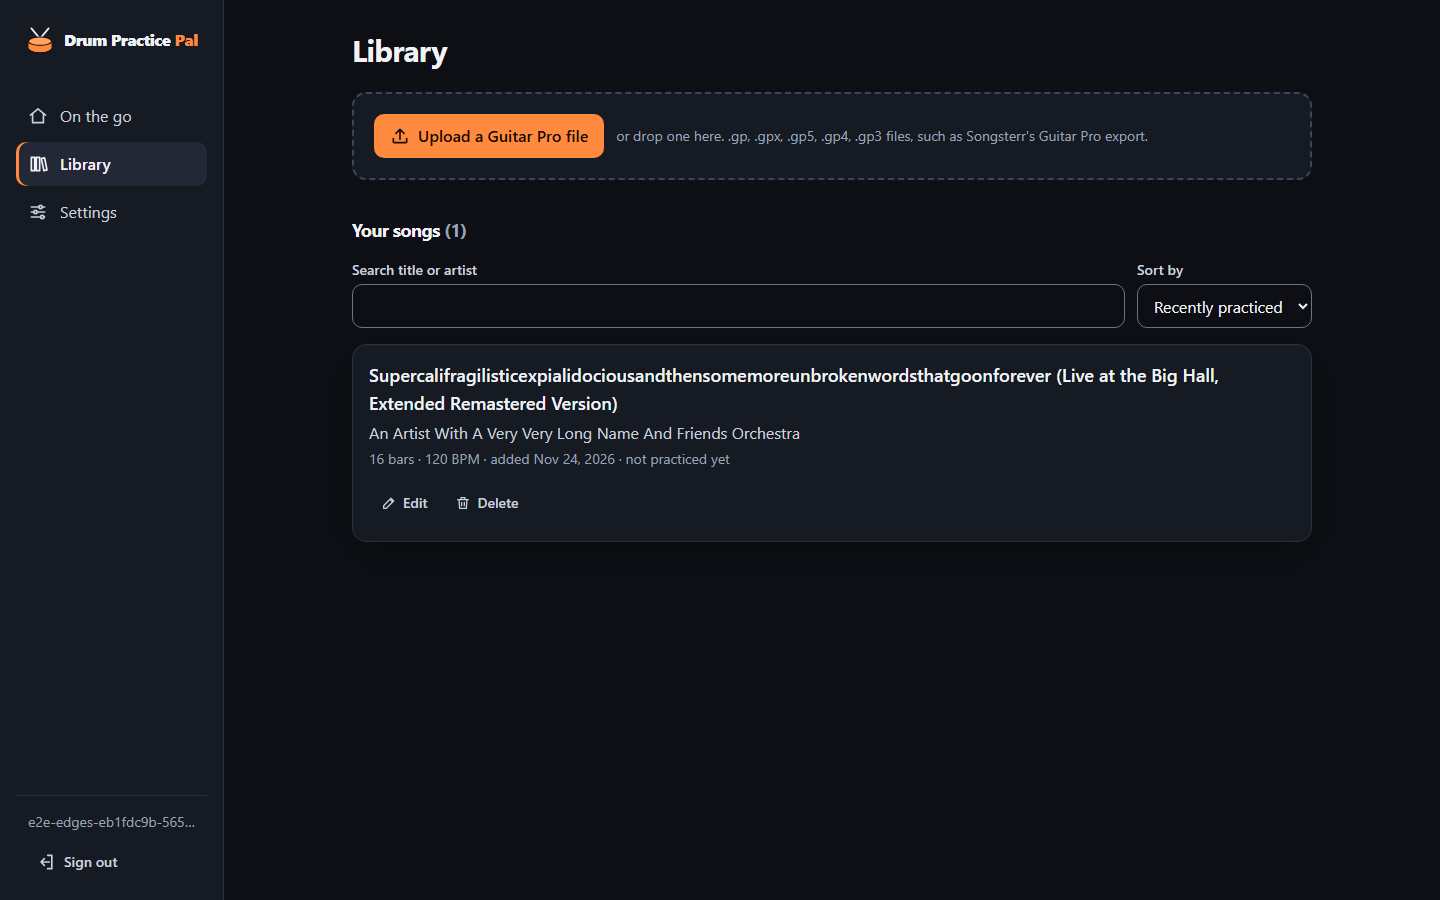 Drum Practice Pal
On the go
Library
Settings
e2e-edges-eb1fdc9b-565...
Sign out
Library
Upload a Guitar Pro file
or drop one here. .gp, .gpx, .gp5, .gp4, .gp3 files, such as Songsterr's Guitar Pro export.
Your songs (1)
Search title or artist
Sort by
Recently practiced
Supercalifragilisticexpialidociousandthensomemoreunbrokenwordsthatgoonforever (Live at the Big Hall,
Extended Remastered Version)
An Artist With A Very Very Long Name And Friends Orchestra
16 bars · 120 BPM · added Nov 24, 2026 · not practiced yet
Edit
Delete